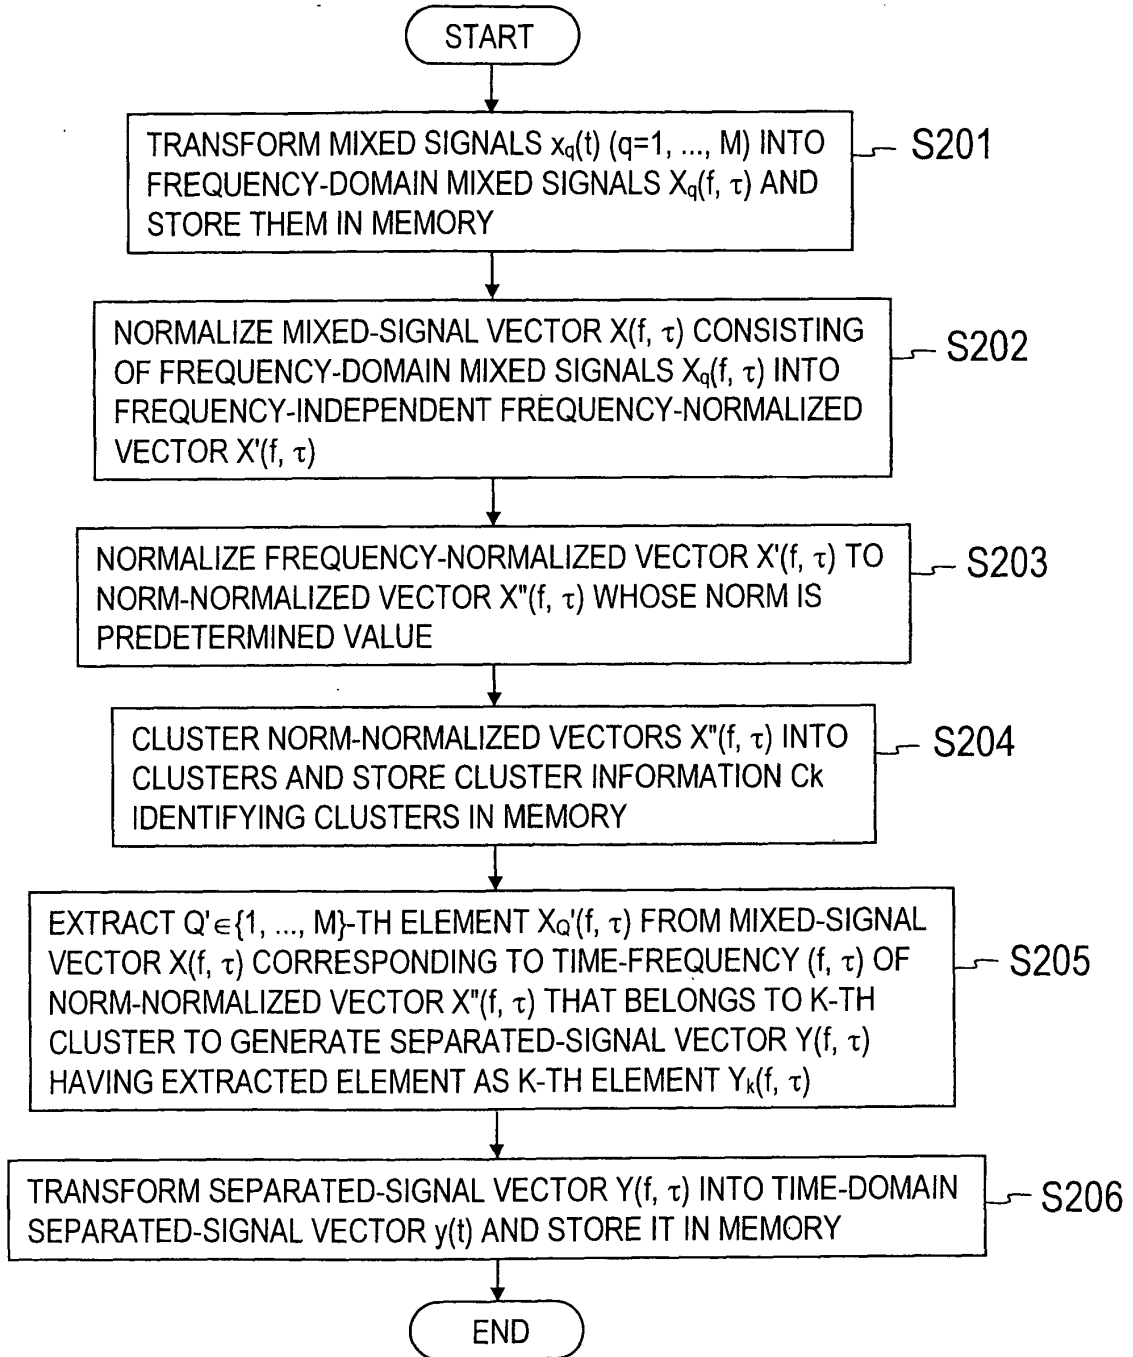 START
TRANSFORM MIXED SIGNALS xq(t) (q=1, ..., M) INTO
FREQUENCY-DOMAIN MIXED SIGNALS Xq(f, τ) AND
STORE THEM IN MEMORY
S201
NORMALIZE MIXED-SIGNAL VECTOR X(f, τ) CONSISTING
OF FREQUENCY-DOMAIN MIXED SIGNALS Xq(f, τ) INTO
FREQUENCY-INDEPENDENT FREQUENCY-NORMALIZED
VECTOR X'(f, τ)
S202
NORMALIZE FREQUENCY-NORMALIZED VECTOR X'(f, τ) TO
NORM-NORMALIZED VECTOR X"(f, τ) WHOSE NORM IS
PREDETERMINED VALUE
S203
CLUSTER NORM-NORMALIZED VECTORS X"(f, τ) INTO
CLUSTERS AND STORE CLUSTER INFORMATION Ck
IDENTIFYING CLUSTERS IN MEMORY
S204
EXTRACT Q'∈{1, ..., M}-TH ELEMENT XQ'(f, τ) FROM MIXED-SIGNAL
VECTOR X(f, τ) CORRESPONDING TO TIME-FREQUENCY (f, τ) OF
NORM-NORMALIZED VECTOR X"(f, τ) THAT BELONGS TO K-TH
CLUSTER TO GENERATE SEPARATED-SIGNAL VECTOR Y(f, τ)
HAVING EXTRACTED ELEMENT AS K-TH ELEMENT Yk(f, τ)
S205
TRANSFORM SEPARATED-SIGNAL VECTOR Y(f, τ) INTO TIME-DOMAIN
SEPARATED-SIGNAL VECTOR y(t) AND STORE IT IN MEMORY
S206
END